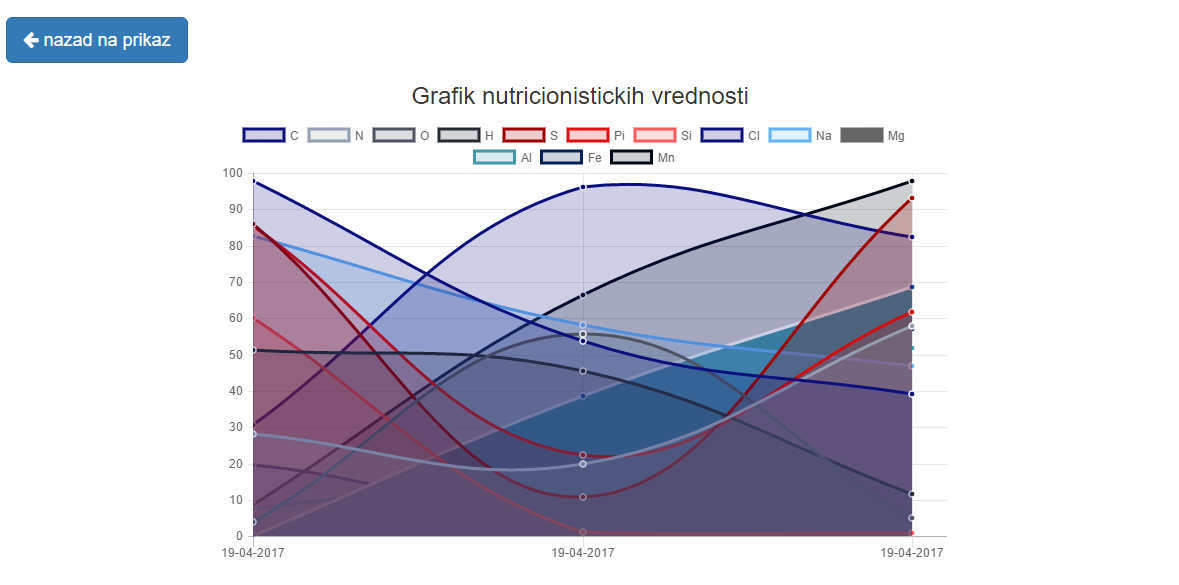 nazad na prikaz
Grafik nutricionistickih vrednosti
C N O H S Pi Si Cl Na Mg
Al Fe Mn
100
90
80
70
60
50
40
30
20
10
0
19-04-2017 19-04-2017 19-04-2017